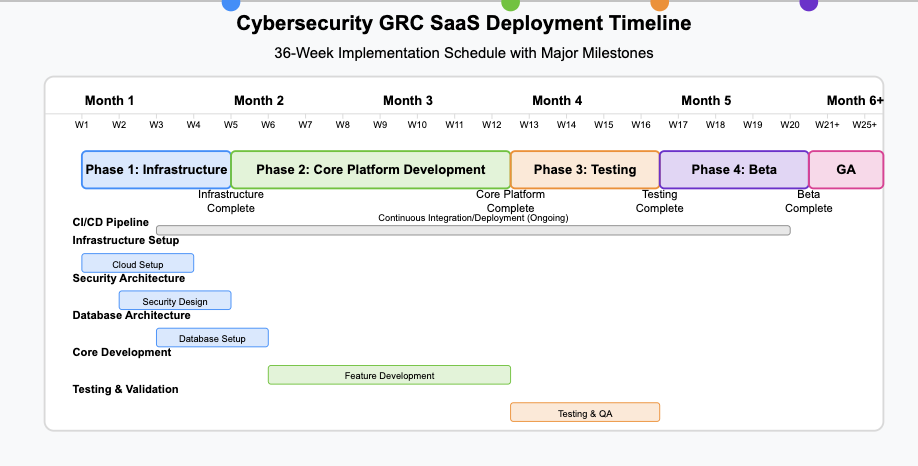 Cybersecurity GRC SaaS Deployment Timeline
36-Week Implementation Schedule with Major Milestones
Month 1 Month 2 Month 3 Month 4 Month 5 Month 6+
W1 W2 W3 W4 W5 W6 W7 W8 W9 W10 W11 W12 W13 W14 W15 W16 W17 W18 W19 W20 W21+ W25+
Phase 1: Infrastructure Phase 2: Core Platform Development Phase 3: Testing Phase 4: Beta GA
Infrastructure Core Platform Testing Beta
Complete Complete Complete Complete
Continuous Integration/Deployment (Ongoing)
CI/CD Pipeline
Infrastructure Setup
Cloud Setup
Security Architecture
Security Design
Database Architecture
Database Setup
Core Development
Feature Development
Testing & Validation
Testing & QA